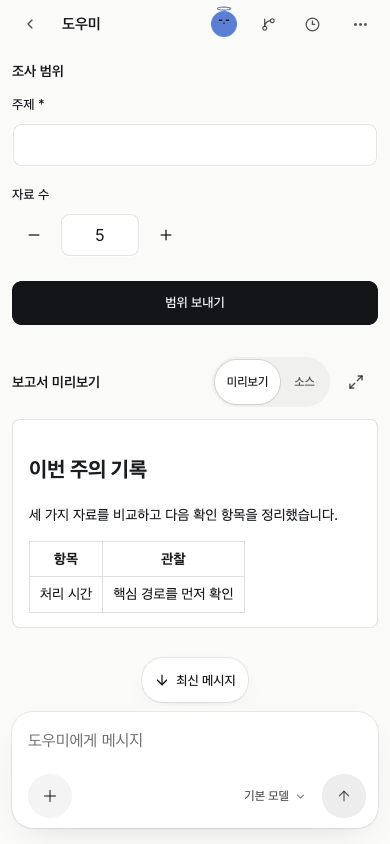 도우미
조사 범위
주제 *
자료 수
5
범위 보내기
보고서 미리보기
미리보기
소스
이번 주의 기록
세 가지 자료를 비교하고 다음 확인 항목을 정리했습니다.
항목 관찰
처리 시간 핵심 경로를 먼저 확인
최신 메시지
도우미에게 메시지
기본 모델